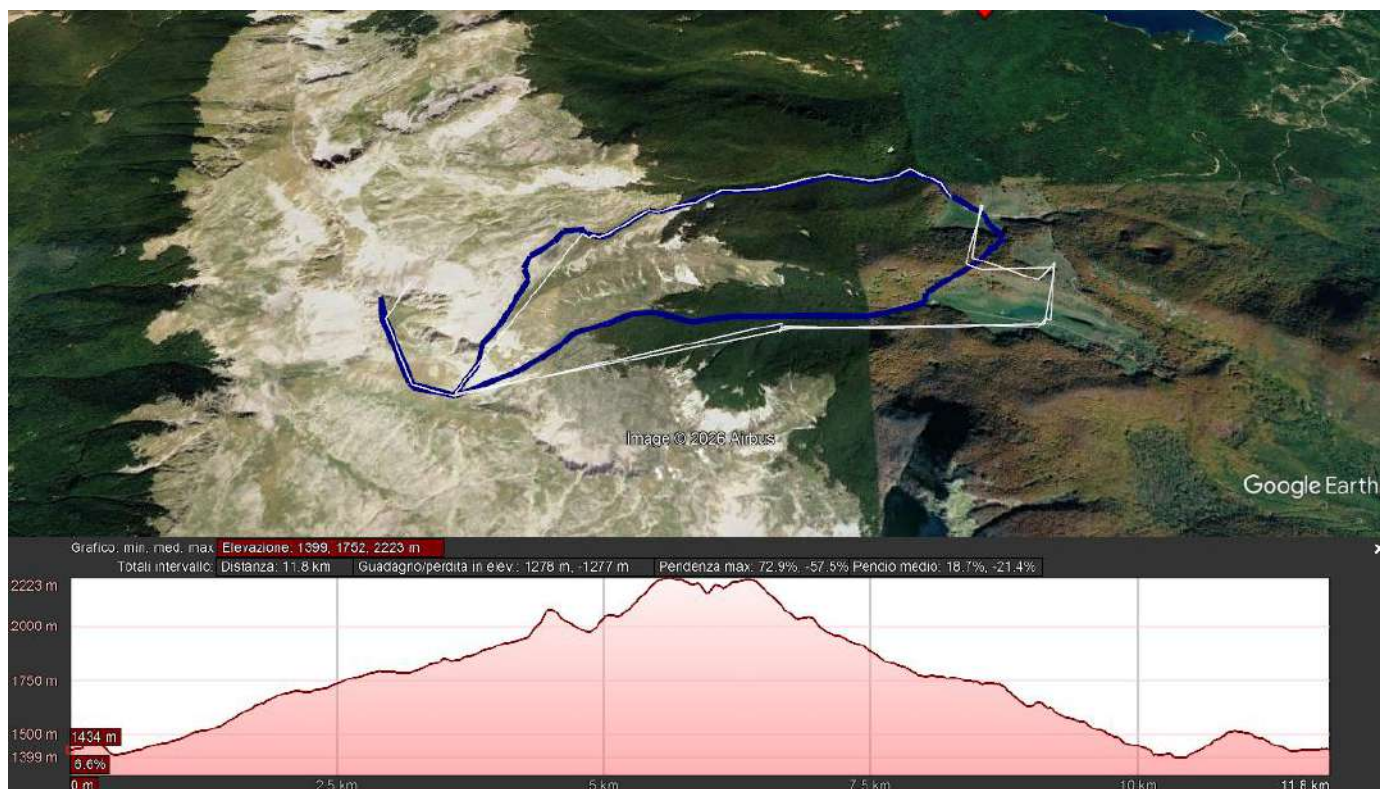 Image © 2026 Airbus
Google Earth
Grafico: min, med, max Elevazione: 1399, 1752, 2223 m
Totali intervallo: Distanza: 11.8 km Guadagno/perdita in elev.: 1278 m, -1277 m Pendenza max: 72.9%, -57.5% Pencio medio: 18.7%, -21.4%
2223 m
2000 m
1750 m
1500 m
1434 m
1399 m
6.6%
0 m 2.5 km 5 km 7.5 km 10 km 11.8 km